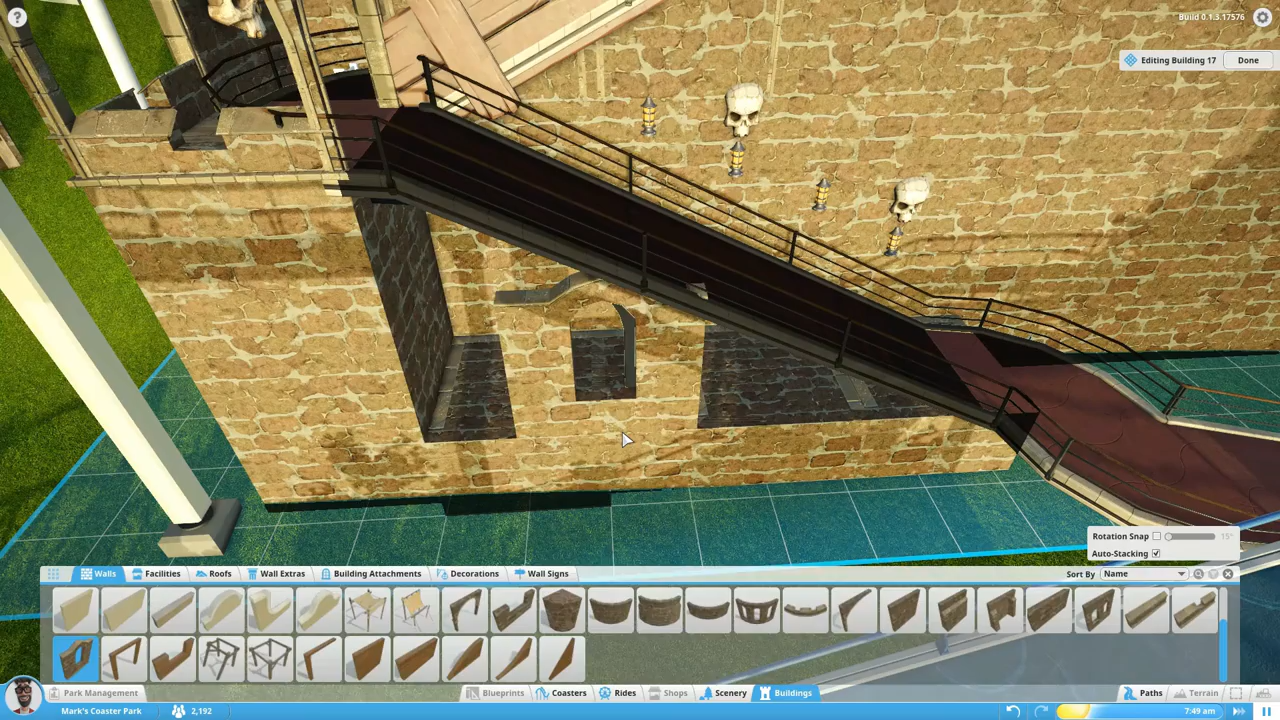 Build 0.1.3.17576
?
Editing Building 17 Done
Rotation Snap 15°
Auto-Stacking
Walls Facilities Roofs Wall Extras Building Attachments Decorations Wall Signs Sort By Name
Park Management Blueprints Coasters Rides Shops Scenery Buildings Paths Terrain
Mark's Coaster Park 2,192 7:49 am